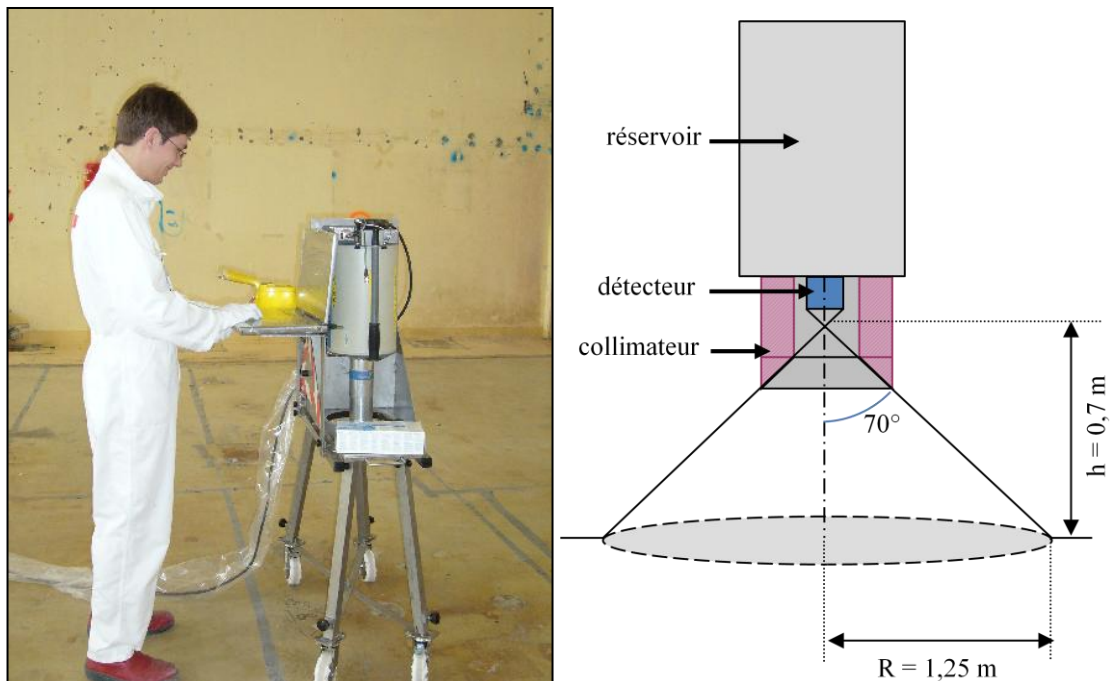 réservoir
détecteur
collimateur
70°
h = 0,7 m
R = 1,25 m